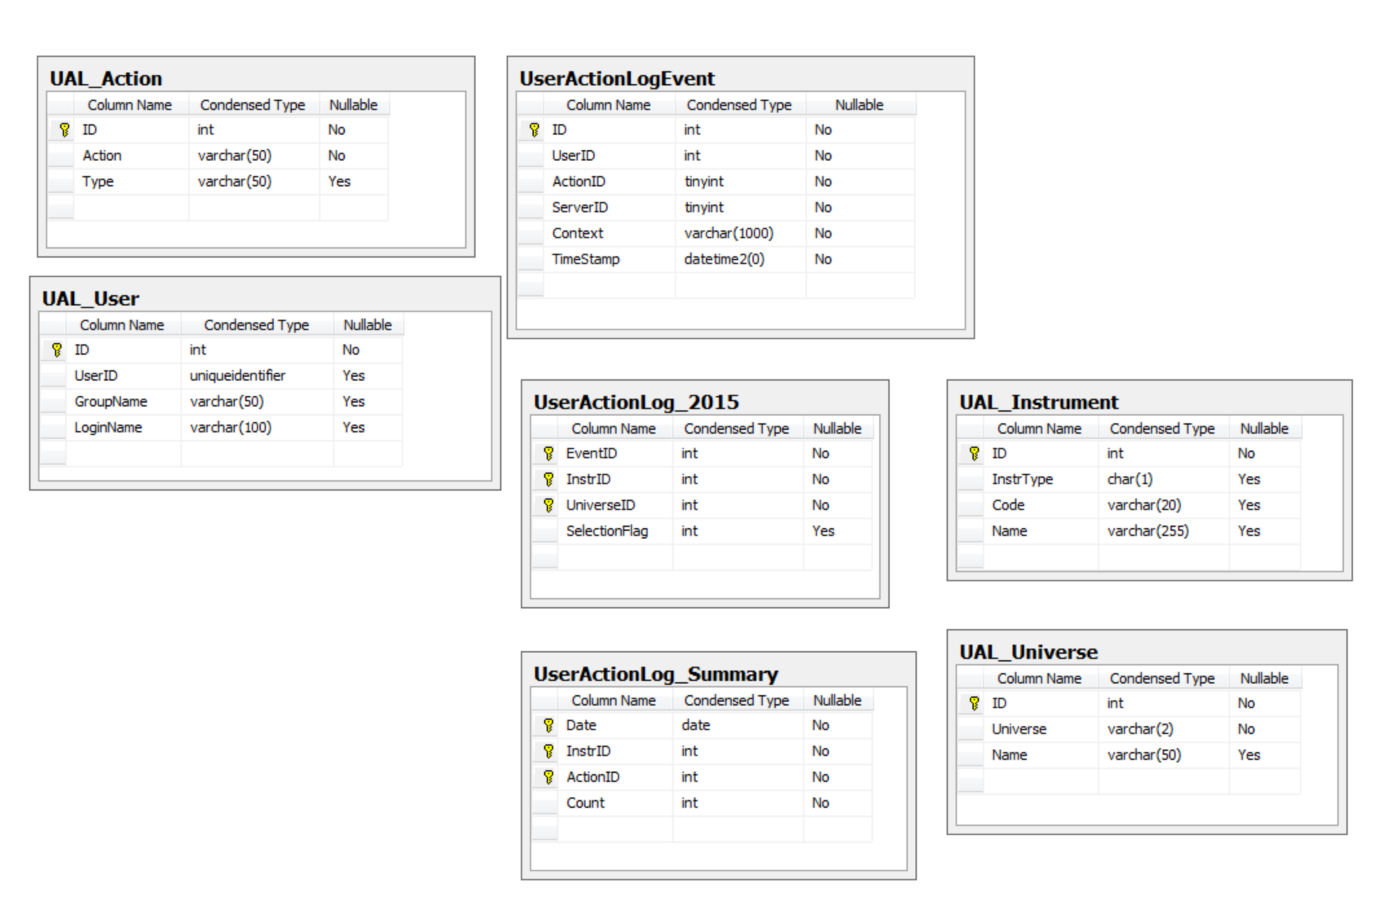 UAL_Action
Column Name Condensed Type Nullable
ID int No
Action varchar(50) No
Type varchar(50) Yes
UAL_User
Column Name Condensed Type Nullable
ID int No
UserID uniqueidentifier Yes
GroupName varchar(50) Yes
LoginName varchar(100) Yes
UserActionLogEvent
Column Name Condensed Type Nullable
ID int No
UserID int No
ActionID tinyint No
ServerID tinyint No
Context varchar(1000) No
TimeStamp datetime2(0) No
UserActionLog_2015
Column Name Condensed Type Nullable
EventID int No
InstrID int No
UniverseID int No
SelectionFlag int Yes
UAL_Instrument
Column Name Condensed Type Nullable
ID int No
InstrType char(1) Yes
Code varchar(20) Yes
Name varchar(255) Yes
UserActionLog_Summary
Column Name Condensed Type Nullable
Date date No
InstrID int No
ActionID int No
Count int No
UAL_Universe
Column Name Condensed Type Nullable
ID int No
Universe varchar(2) No
Name varchar(50) Yes